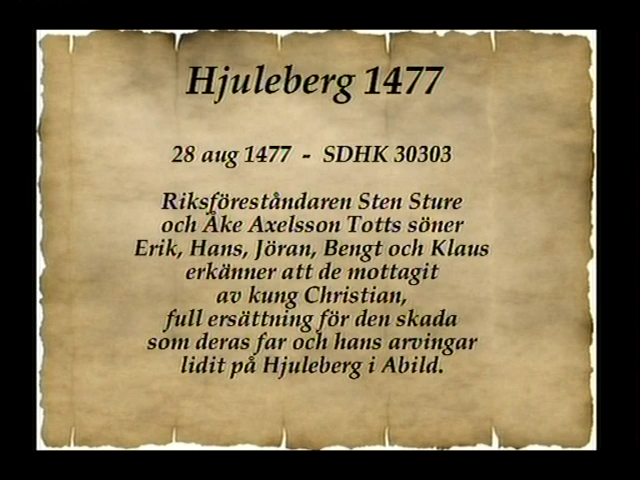 Hjuleberg 1477
28 aug 1477 - SDHK 30303
Riksföreståndaren Sten Sture
och Åke Axelsson Totts söner
Erik, Hans, Jöran, Bengt och Klaus
erkänner att de mottagit
av kung Christian,
full ersättning för den skada
som deras far och hans arvingar
lidit på Hjuleberg i Abild.